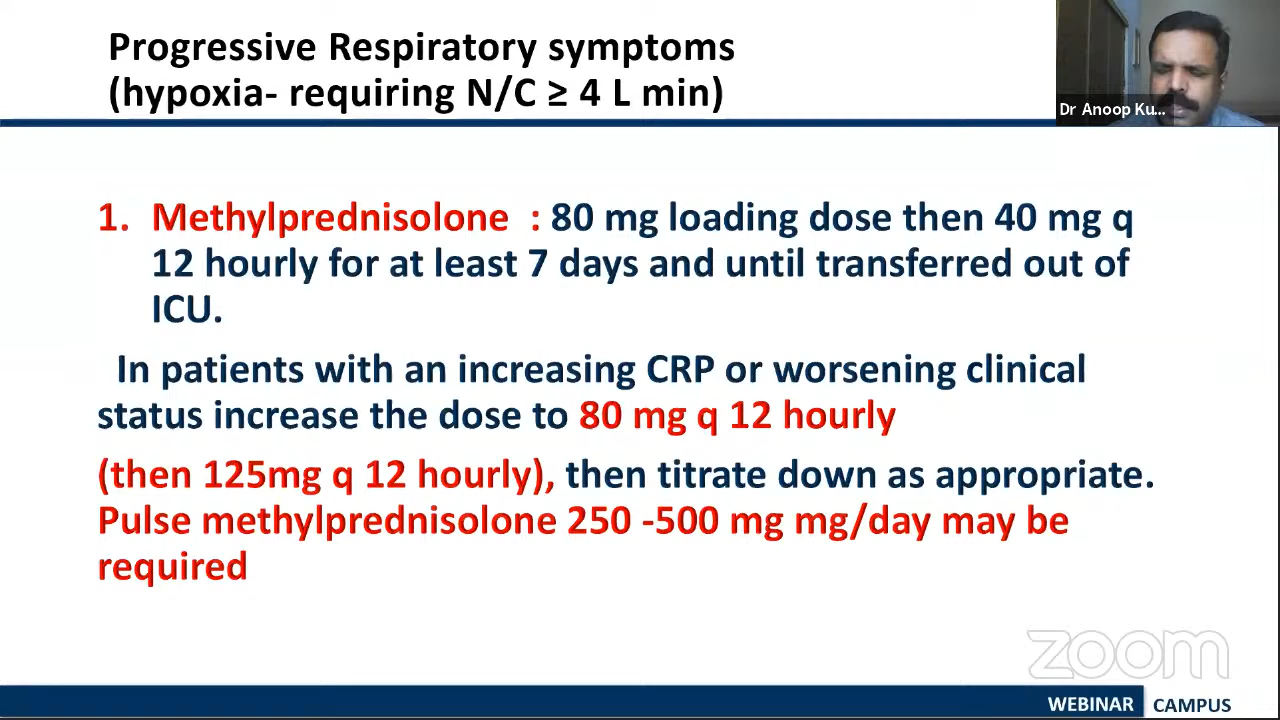 Progressive Respiratory symptoms
(hypoxia- requiring N/C ≥ 4 L min)
Dr Anoop Ku...
1. Methylprednisolone : 80 mg loading dose then 40 mg q
12 hourly for at least 7 days and until transferred out of
ICU.
In patients with an increasing CRP or worsening clinical
status increase the dose to 80 mg q 12 hourly
(then 125mg q 12 hourly), then titrate down as appropriate.
Pulse methylprednisolone 250 -500 mg mg/day may be
required
zoom
WEBINAR CAMPUS